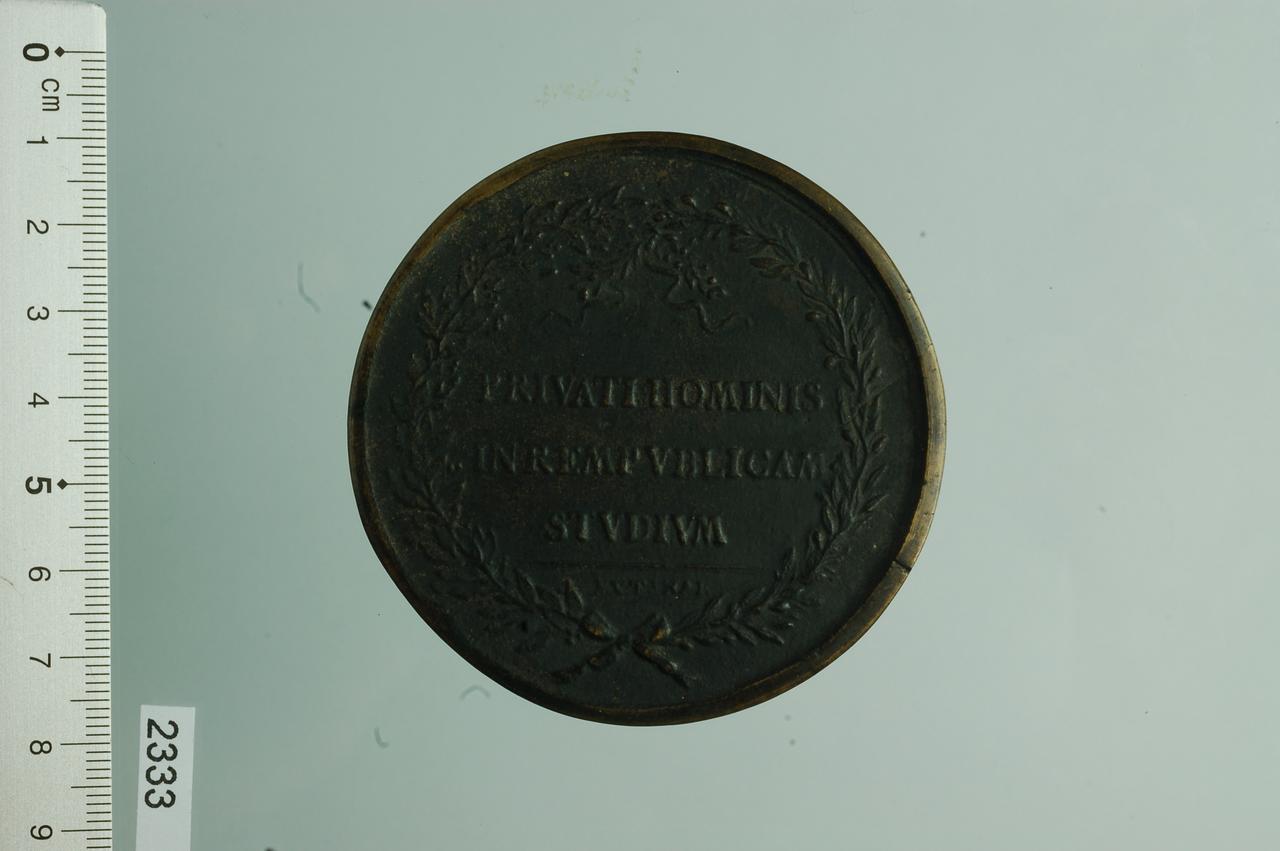 PRIVATI HOMINIS
IN REMPVBLICAM
STVDIVM
0
cm
1
2
3
4
5
6
7
8
9
2333